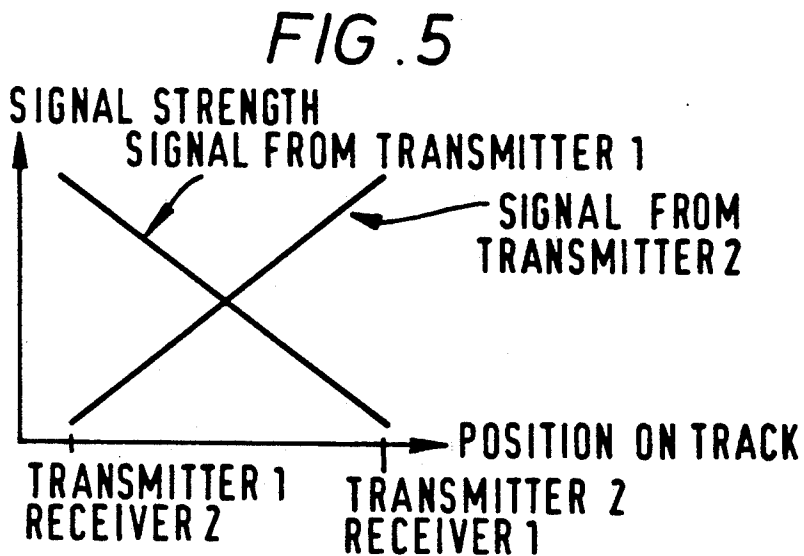 FIG. 5
SIGNAL STRENGTH
SIGNAL FROM TRANSMITTER 1
SIGNAL FROM
TRANSMITTER 2
POSITION ON TRACK
TRANSMITTER 1
RECEIVER 2
TRANSMITTER 2
RECEIVER 1